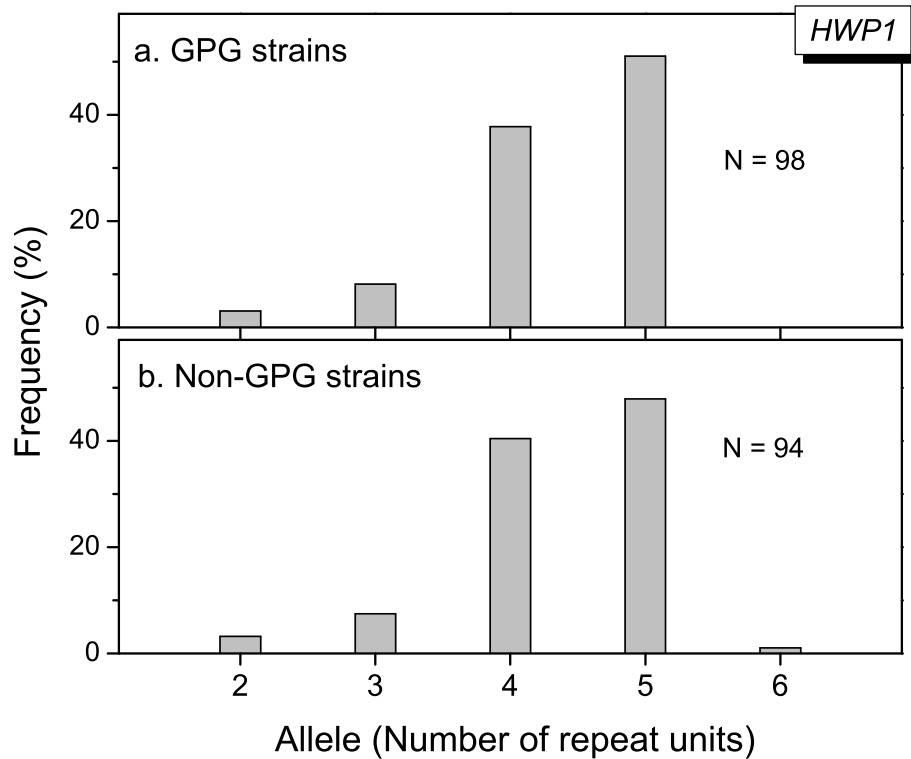 HWP1
a. GPG strains
N = 98
40
20
0
b. Non-GPG strains
N = 94
40
20
0
Frequency (%)
2 3 4 5 6
Allele (Number of repeat units)